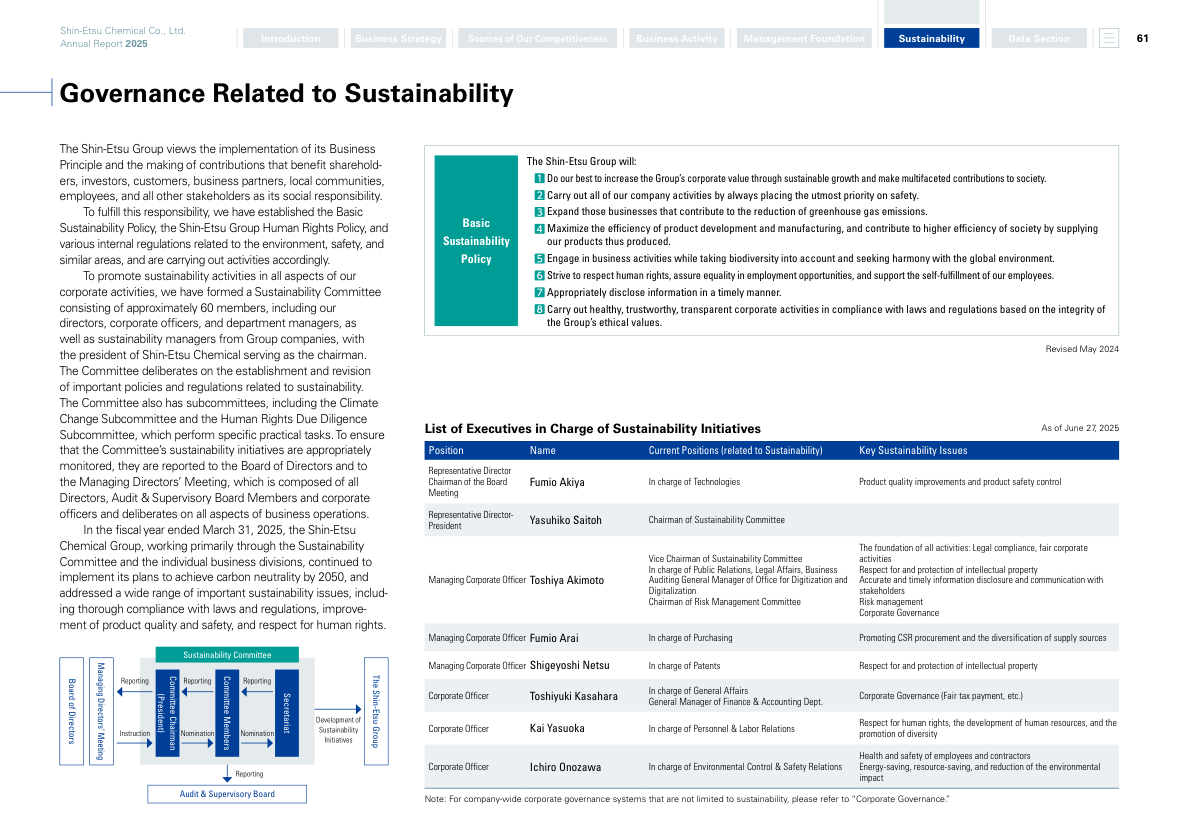 Shin-Etsu Chemical Co., Ltd.
Annual Report 2025
Introduction
Business Strategy
Sources of Our Competitiveness
Business Activity
Management Foundation
Sustainability
Data Section
61
Governance Related to Sustainability
The Shin-Etsu Group views the implementation of its Business
Principle and the making of contributions that benefit sharehold-
ers, investors, customers, business partners, local communities,
employees, and all other stakeholders as its social responsibility.
To fulfill this responsibility, we have established the Basic
Sustainability Policy, the Shin-Etsu Group Human Rights Policy, and
various internal regulations related to the environment, safety, and
similar areas, and are carrying out activities accordingly.
To promote sustainability activities in all aspects of our
corporate activities, we have formed a Sustainability Committee
consisting of approximately 60 members, including our
directors, corporate officers, and department managers, as
well as sustainability managers from Group companies, with
the president of Shin-Etsu Chemical serving as the chairman.
The Committee deliberates on the establishment and revision
of important policies and regulations related to sustainability.
The Committee also has subcommittees, including the Climate
Change Subcommittee and the Human Rights Due Diligence
Subcommittee, which perform specific practical tasks. To ensure
that the Committee's sustainability initiatives are appropriately
monitored, they are reported to the Board of Directors and to
the Managing Directors' Meeting, which is composed of all
Directors, Audit & Supervisory Board Members and corporate
officers and deliberates on all aspects of business operations.
In the fiscal year ended March 31, 2025, the Shin-Etsu
Chemical Group, working primarily through the Sustainability
Committee and the individual business divisions, continued to
implement its plans to achieve carbon neutrality by 2050, and
addressed a wide range of important sustainability issues, includ-
ing thorough compliance with laws and regulations, improve-
ment of product quality and safety, and respect for human rights.
Sustainability Committee
Board of Directors
Managing Directors' Meeting
Reporting
Instruction
Committee Chairman
(President)
Reporting
Nomination
Committee Members
Reporting
Nomination
Secretariat
Development of
Sustainability
Initiatives
The Shin-Etsu Group
Reporting
Audit & Supervisory Board
Basic
Sustainability
Policy
The Shin-Etsu Group will:
1 Do our best to increase the Group's corporate value through sustainable growth and make multifaceted contributions to society.
2 Carry out all of our company activities by always placing the utmost priority on safety.
3 Expand those businesses that contribute to the reduction of greenhouse gas emissions.
4 Maximize the efficiency of product development and manufacturing, and contribute to higher efficiency of society by supplying
our products thus produced.
5 Engage in business activities while taking biodiversity into account and seeking harmony with the global environment.
6 Strive to respect human rights, assure equality in employment opportunities, and support the self-fulfillment of our employees.
7 Appropriately disclose information in a timely manner.
8 Carry out healthy, trustworthy, transparent corporate activities in compliance with laws and regulations based on the integrity of
the Group's ethical values.
Revised May 2024
List of Executives in Charge of Sustainability Initiatives
As of June 27, 2025
Position Name Current Positions (related to Sustainability) Key Sustainability Issues
Representative Director
Chairman of the Board
Meeting
Fumio Akiya
In charge of Technologies
Product quality improvements and product safety control
Representative Director-
President
Yasuhiko Saitoh
Chairman of Sustainability Committee
Managing Corporate Officer
Toshiya Akimoto
Vice Chairman of Sustainability Committee
In charge of Public Relations, Legal Affairs, Business
Auditing General Manager of Office for Digitization and
Digitalization
Chairman of Risk Management Committee
The foundation of all activities: Legal compliance, fair corporate
activities
Respect for and protection of intellectual property
Accurate and timely information disclosure and communication with
stakeholders
Risk management
Corporate Governance
Managing Corporate Officer
Fumio Arai
In charge of Purchasing
Promoting CSR procurement and the diversification of supply sources
Managing Corporate Officer
Shigeyoshi Netsu
In charge of Patents
Respect for and protection of intellectual property
Corporate Officer
Toshiyuki Kasahara
In charge of General Affairs
General Manager of Finance & Accounting Dept.
Corporate Governance (Fair tax payment, etc.)
Corporate Officer
Kai Yasuoka
In charge of Personnel & Labor Relations
Respect for human rights, the development of human resources, and the
promotion of diversity
Corporate Officer
Ichiro Onozawa
In charge of Environmental Control & Safety Relations
Health and safety of employees and contractors
Energy-saving, resource-saving, and reduction of the environmental
impact
Note: For company-wide corporate governance systems that are not limited to sustainability, please refer to "Corporate Governance."